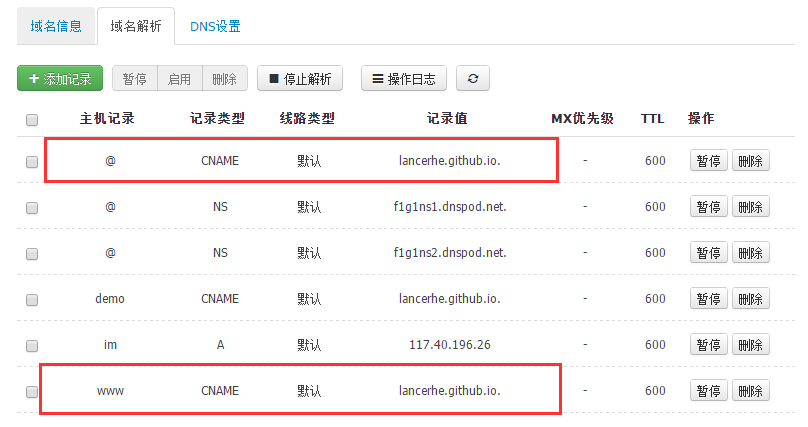 域名信息 域名解析 DNS设置
添加记录 暂停 启用 删除 停止解析 操作日志
主机记录 记录类型 线路类型 记录值 MX优先级 TTL 操作
@ CNAME 默认 lancerhe.github.io. - 600 暂停 删除
@ NS 默认 f1g1ns1.dnspod.net. - 600 暂停 删除
@ NS 默认 f1g1ns2.dnspod.net. - 600 暂停 删除
demo CNAME 默认 lancerhe.github.io. - 600 暂停 删除
im A 默认 117.40.196.26 - 600 暂停 删除
www CNAME 默认 lancerhe.github.io. - 600 暂停 删除